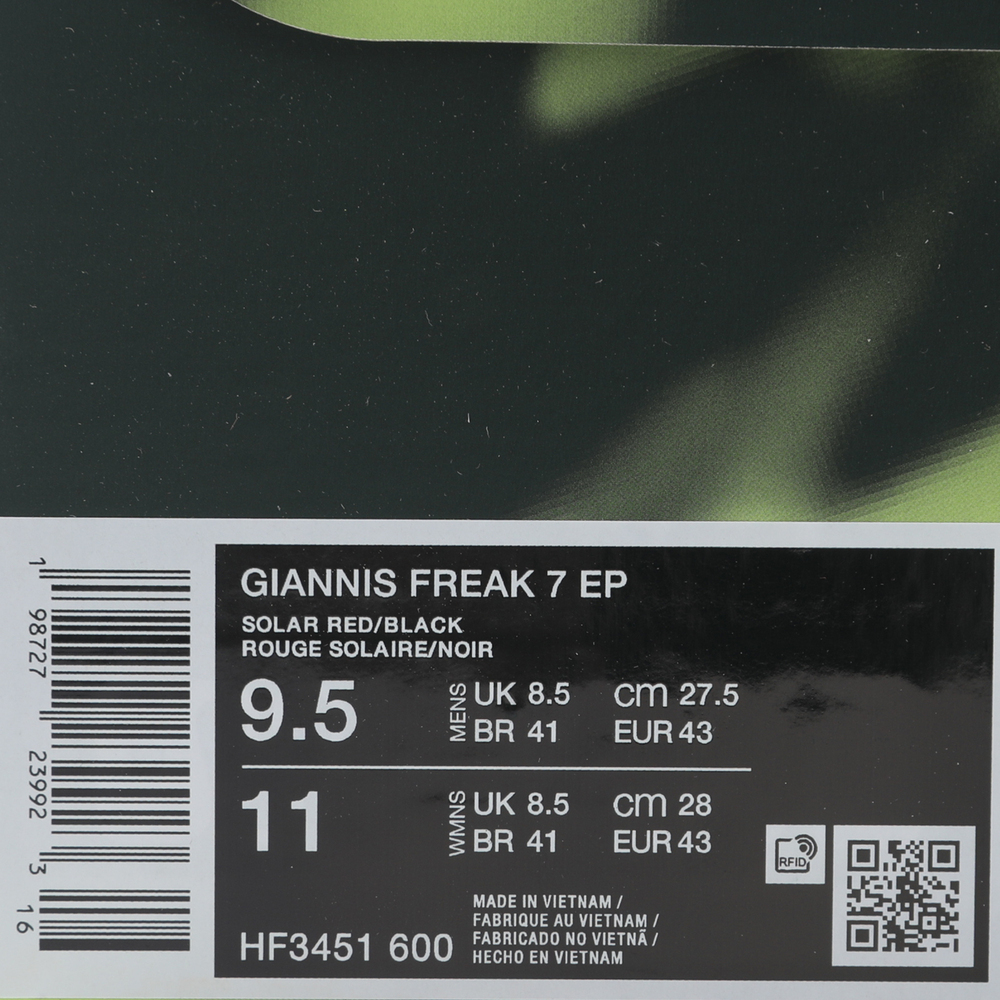 GIANNIS FREAK 7 EP
SOLAR RED/BLACK
ROUGE SOLAIRE/NOIR
9.5
MENS
UK 8.5 cm 27.5
BR 41 EUR 43
11
WMNS
UK 8.5 cm 28
BR 41 EUR 43
RFID
MADE IN VIETNAM /
FABRIQUE AU VIETNAM /
FABRICADO NO VIETNÃ /
HECHO EN VIETNAM
HF3451 600
1 98727 23992 3 16